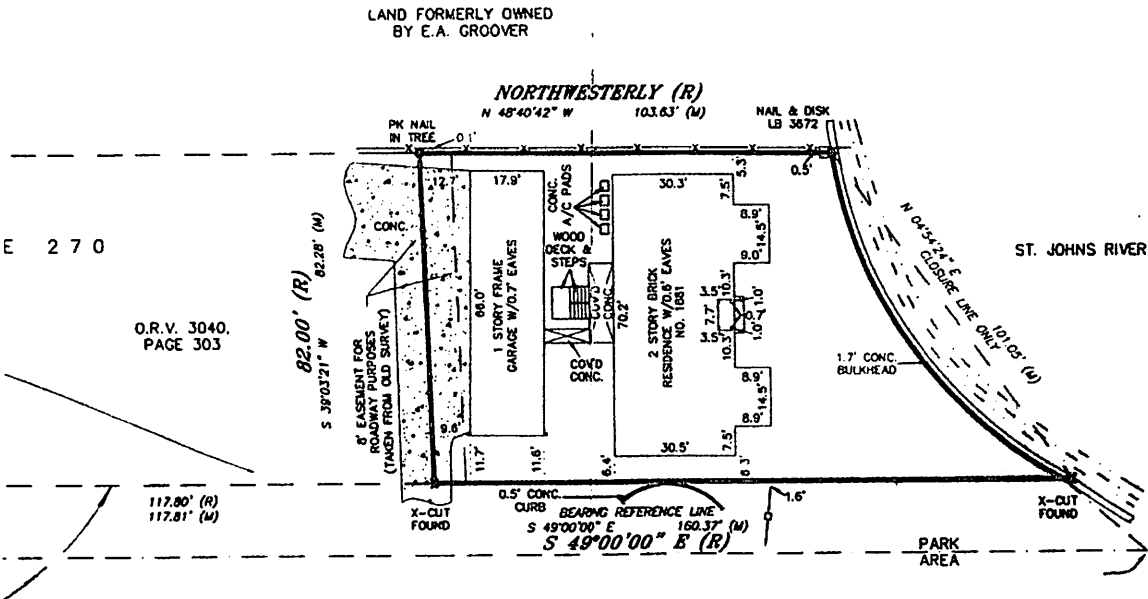 LAND FORMERLY OWNED
BY E.A. GROOVER
NORTHWESTERLY (R)
N 48°40'42" W 103.63' (M)
PK NAIL
IN TREE
0.1'
NAIL & DISK
LB 3672
0.5'
5.3'
12.7'
17.9'
CONC.
A/C PADS
30.3'
7.5'
8.9'
14.5'
9.0'
CONC.
WOOD
DECK &
STEPS
COV'D
CONC.
E 270
82.00' (R)
82.28' (M)
S 39°03'21" W
O.R.V. 3040,
PAGE 303
8' EASEMENT FOR
ROADWAY PURPOSES
(TAKEN FROM OLD SURVEY)
66.0'
1 STORY FRAME
GARAGE W/0.7' EAVES
COV'D
CONC.
70.2'
2 STORY BRICK
RESIDENCE W/0.6' EAVES
NO. 1881
10.3'
3.5'
1.0'
7.7'
0.7'
3.5'
1.0'
10.3'
8.9'
14.5'
8.9'
7.5'
N 04°54'24" E
101.05' (M)
CLOSURE LINE ONLY
ST. JOHNS RIVER
1.7' CONC.
BULKHEAD
9.6'
11.7'
11.6'
6.4'
30.5'
6.3'
117.80' (R)
117.81' (M)
X-CUT
FOUND
0.5' CONC.
CURB
1.6'
BEARING REFERENCE LINE
S 49°00'00" E 160.37' (M)
S 49°00'00" E (R)
X-CUT
FOUND
PARK
AREA